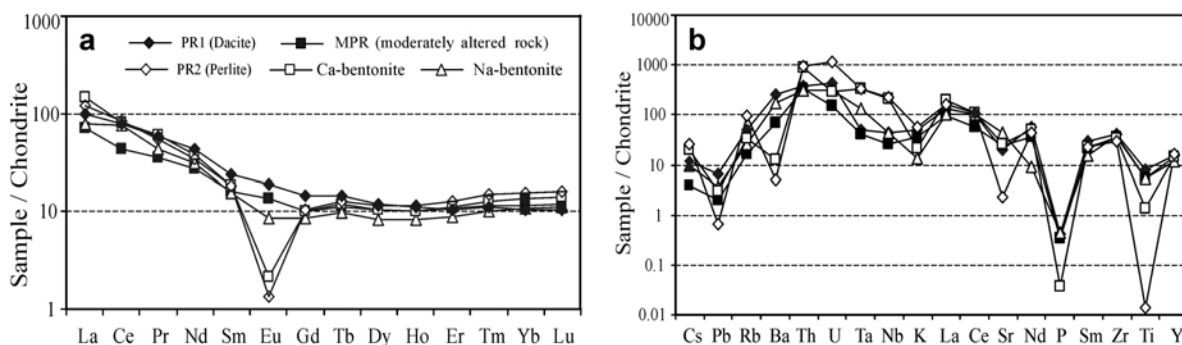 1000
100
10
1
Sample / Chondrite
a
PR1 (Dacite)
MPR (moderately altered rock)
PR2 (Perlite)
Ca-bentonite
Na-bentonite
La Ce Pr Nd Sm Eu Gd Tb Dy Ho Er Tm Yb Lu
10000
1000
100
10
1
0.1
0.01
Sample / Chondrite
b
Cs Pb Rb Ba Th U Ta Nb K La Ce Sr Nd P Sm Zr Ti Y